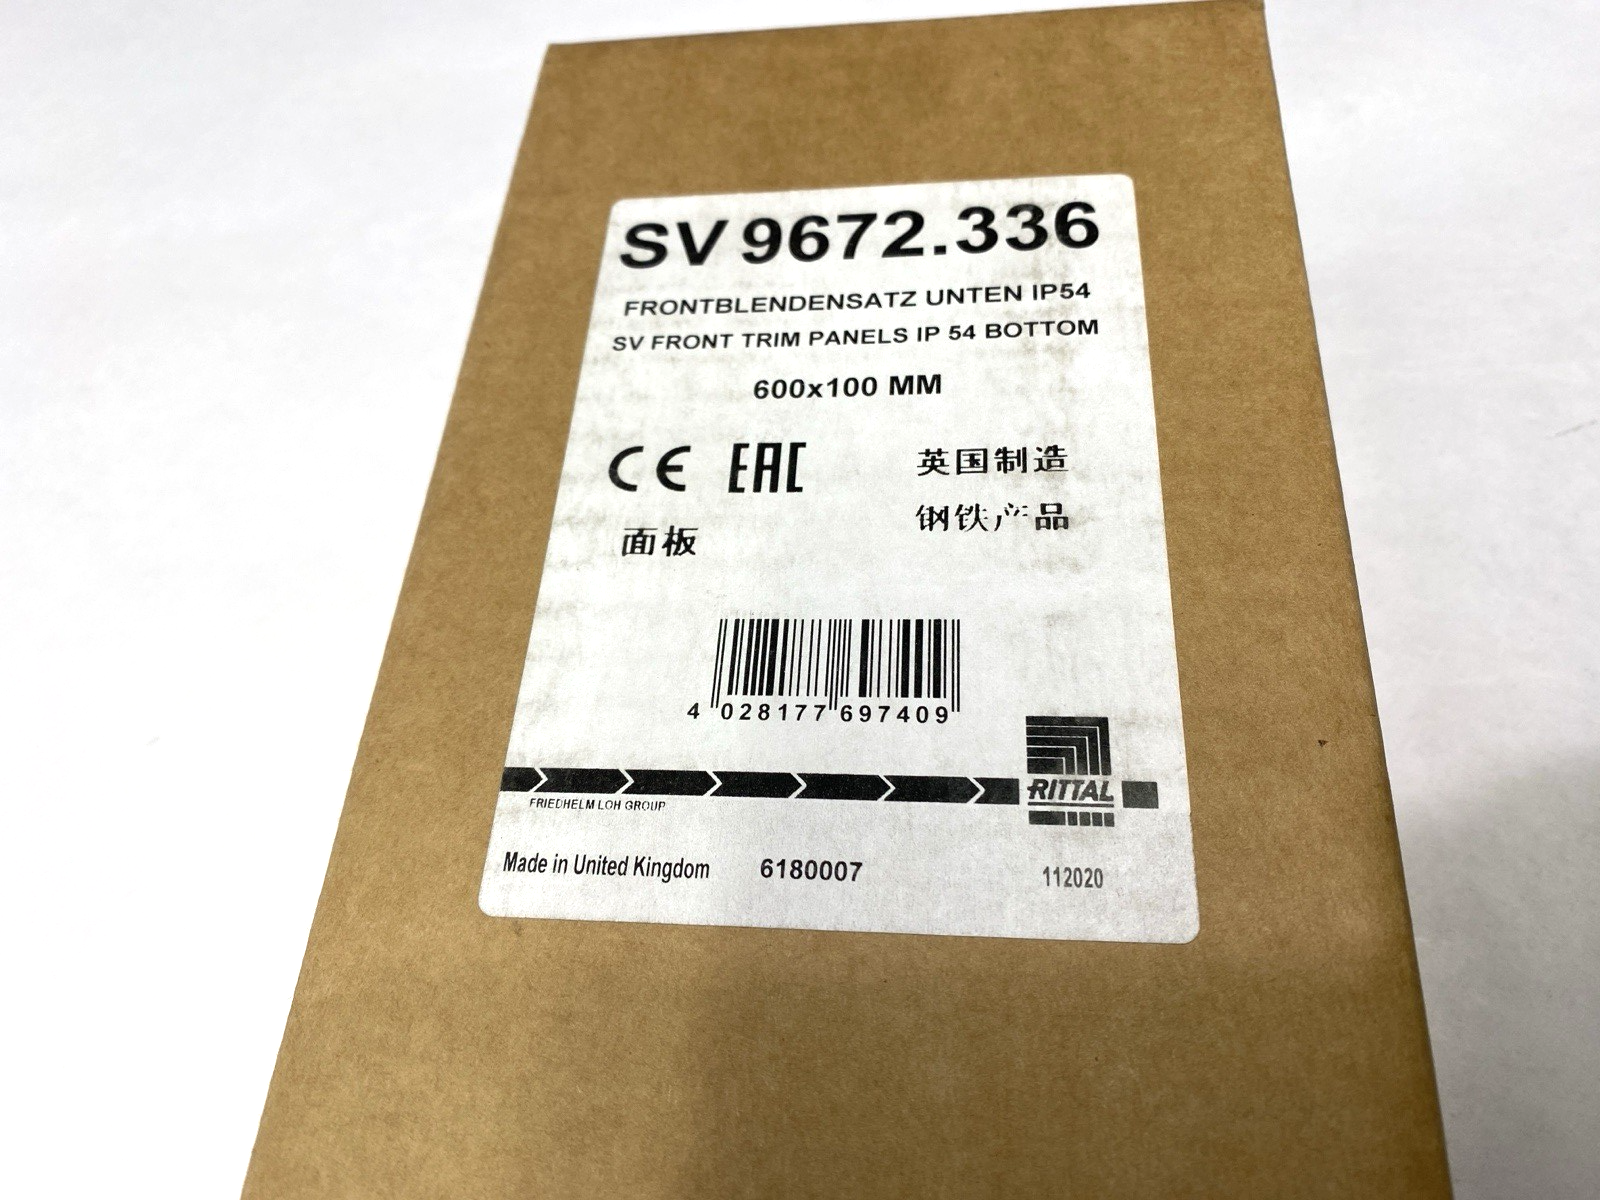 SV 9672.336
FRONTBLENDENSATZ UNTEN IP54
SV FRONT TRIM PANELS IP 54 BOTTOM
600x100 MM
CE EAC
英国制造
钢铁产品
面板
4 028177 697409
RITTAL
FRIEDHELM LOH GROUP
Made in United Kingdom 6180007 112020